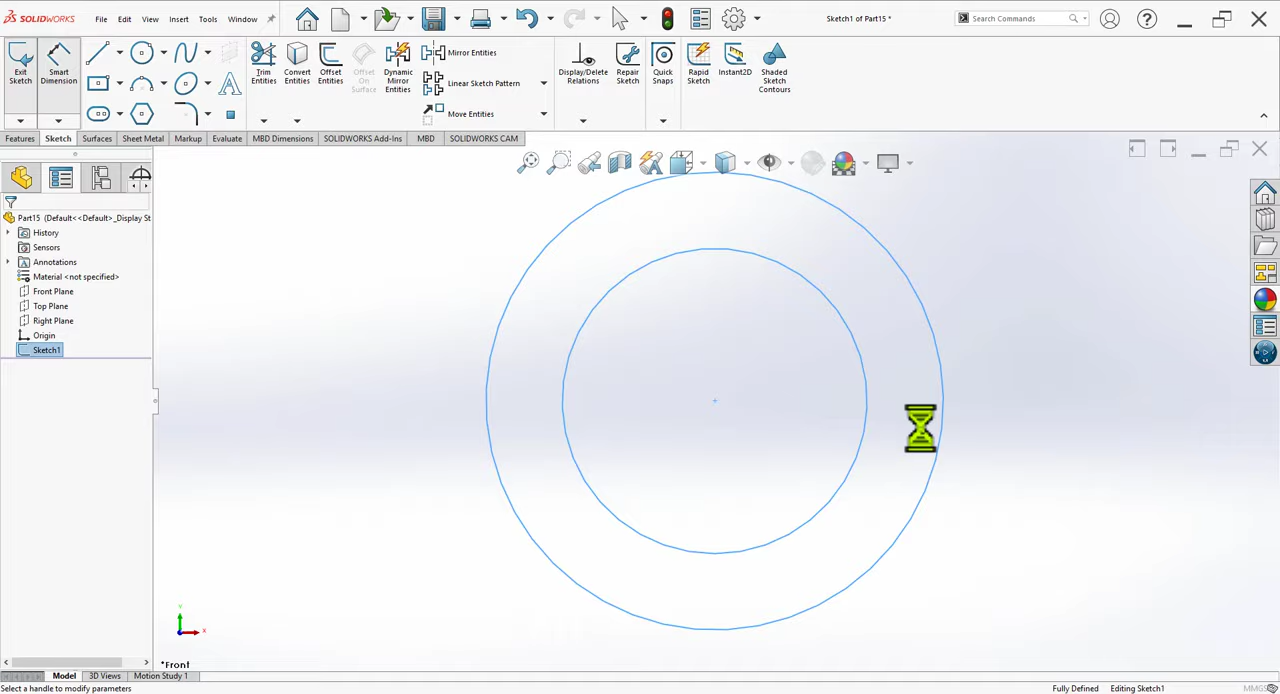 SOLIDWORKS File Edit View Insert Tools Window Sketch1 of Part15 * Search Commands
Exit Sketch
Smart Dimension
Trim Entities
Convert Entities
Offset Entities
Offset On Surface
Dynamic Mirror Entities
Mirror Entities
Linear Sketch Pattern
Move Entities
Display/Delete Relations
Repair Sketch
Quick Snaps
Rapid Sketch
Instant2D
Shaded Sketch Contours
Features Sketch Surfaces Sheet Metal Markup Evaluate MBD Dimensions SOLIDWORKS Add-Ins MBD SOLIDWORKS CAM
Part15 (Default<<Default>_Display St
History
Sensors
Annotations
Material <not specified>
Front Plane
Top Plane
Right Plane
Origin
Sketch1
Y
X
*Front
Model 3D Views Motion Study 1
Select a handle to modify parameters Fully Defined Editing Sketch1 MMGS